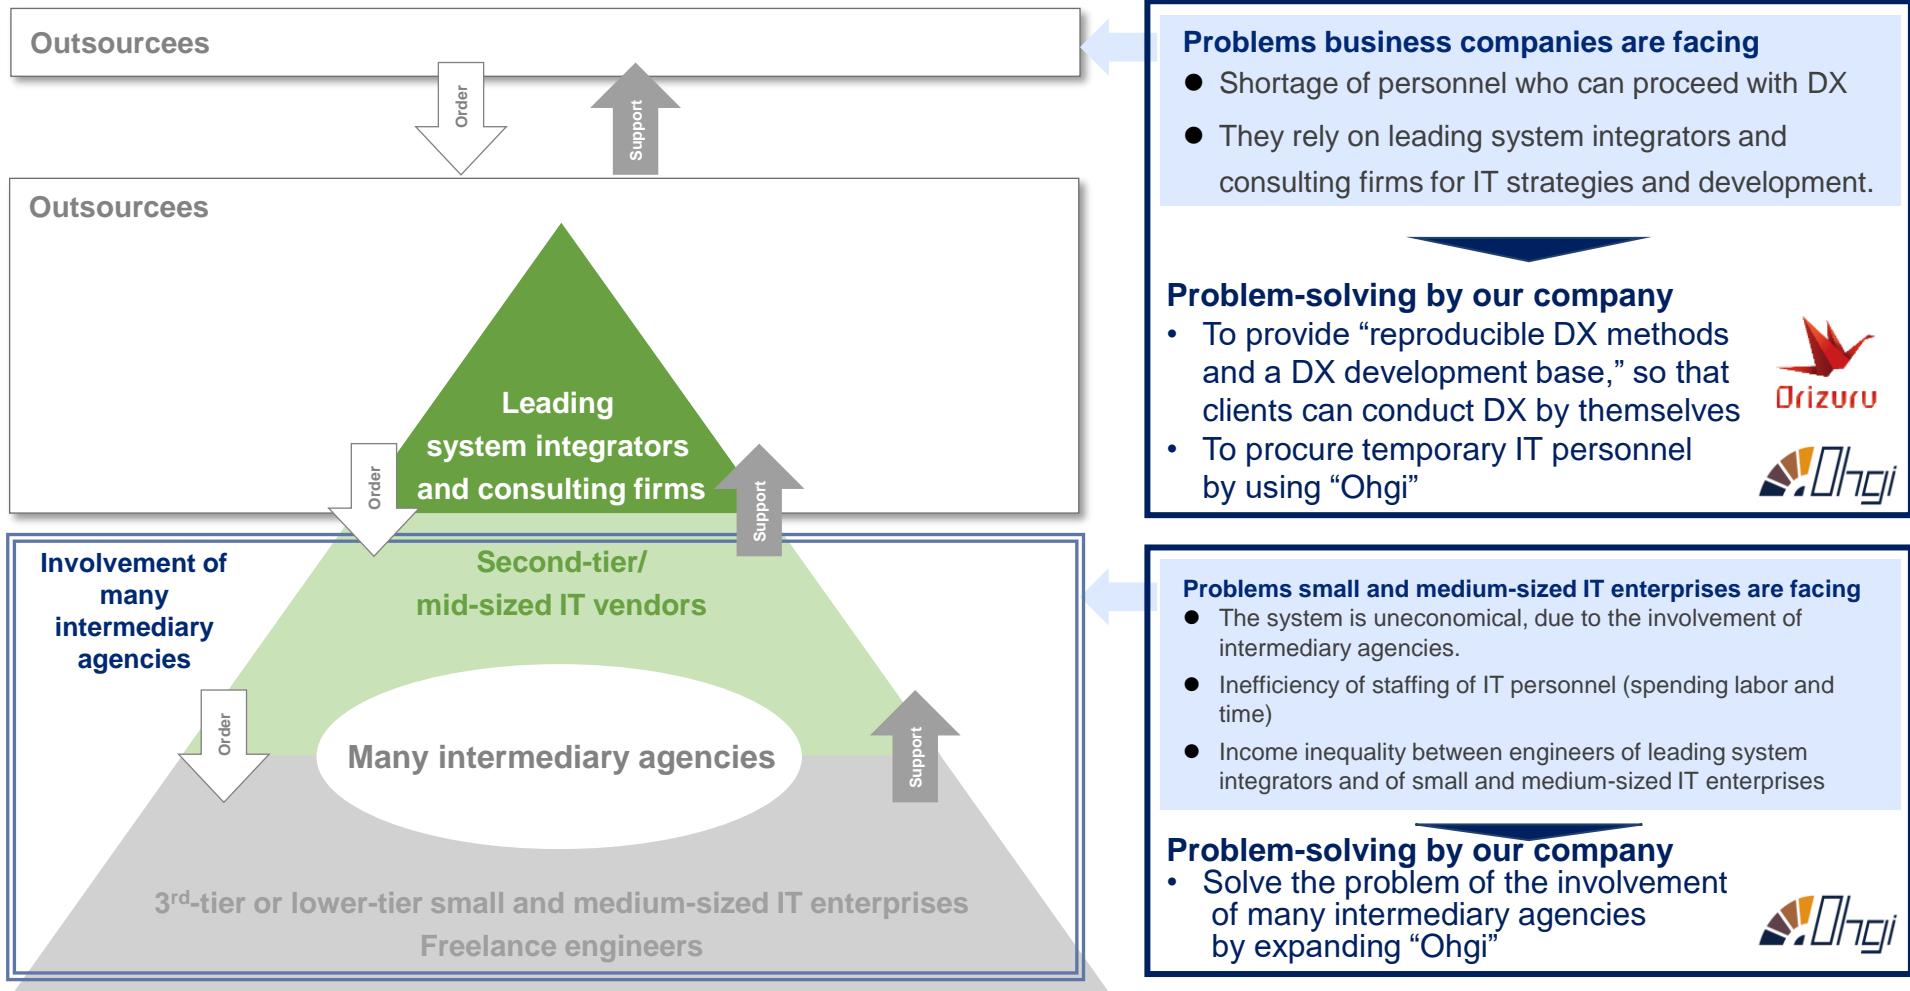 Outsourcees
Order
Support
Outsourcees
Leading
system integrators
and consulting firms
Order
Support
Involvement of
many
intermediary
agencies
Second-tier/
mid-sized IT vendors
Order
Support
Many intermediary agencies
3rd-tier or lower-tier small and medium-sized IT enterprises
Freelance engineers
Problems business companies are facing
● Shortage of personnel who can proceed with DX
● They rely on leading system integrators and
consulting firms for IT strategies and development.
Problem-solving by our company
• To provide “reproducible DX methods
and a DX development base,” so that
clients can conduct DX by themselves
• To procure temporary IT personnel
by using “Ohgi”
Orizuru
Ohgi
Problems small and medium-sized IT enterprises are facing
● The system is uneconomical, due to the involvement of
intermediary agencies.
● Inefficiency of staffing of IT personnel (spending labor and
time)
● Income inequality between engineers of leading system
integrators and of small and medium-sized IT enterprises
Problem-solving by our company
• Solve the problem of the involvement
of many intermediary agencies
by expanding “Ohgi”
Ohgi